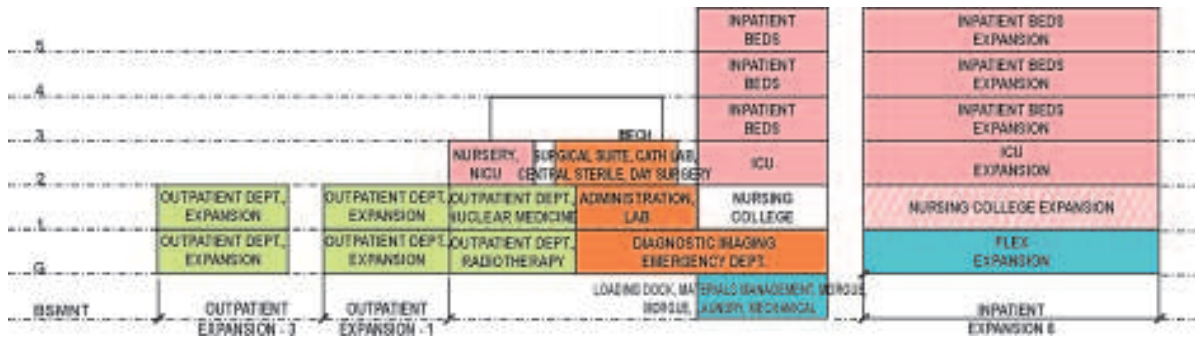 INPATIENT
BEDS
INPATIENT BEDS
EXPANSION
5
INPATIENT
BEDS
INPATIENT BEDS
EXPANSION
4
INPATIENT
BEDS
INPATIENT BEDS
EXPANSION
MECH
3
NURSERY,
NICU
SURGICAL SUITE, CATH LAB,
CENTRAL STERILE, DAY SURGERY
ICU
ICU
EXPANSION
2
OUTPATIENT DEPT.,
EXPANSION
OUTPATIENT DEPT.
EXPANSION
OUTPATIENT DEPT.,
NUCLEAR MEDICINE
ADMINISTRATION,
LAB
NURSING
COLLEGE
NURSING COLLEGE EXPANSION
1
OUTPATIENT DEPT.,
EXPANSION
OUTPATIENT DEPT.
EXPANSION
OUTPATIENT DEPT.,
RADIOTHERAPY
DIAGNOSTIC IMAGING
EMERGENCY DEPT.
FLEX
EXPANSION
G
LOADING DOCK, MATERIALS MANAGEMENT, MORGUE
MORGUE, LAUNDRY, MECHANICAL
BSMNT
OUTPATIENT
EXPANSION - 3
OUTPATIENT
EXPANSION - 1
INPATIENT
EXPANSION